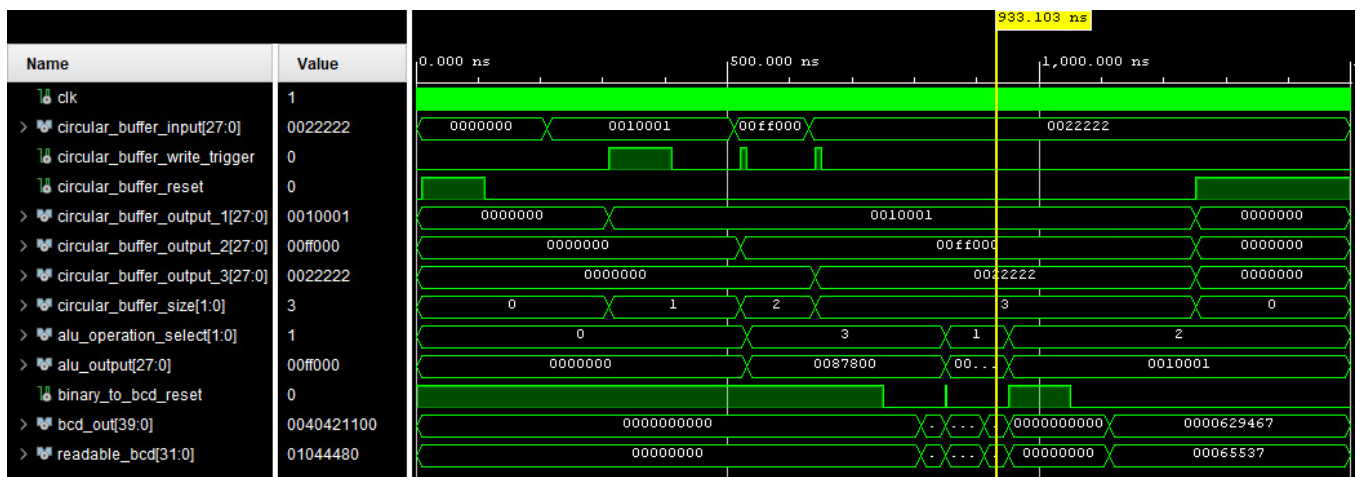 933.103 ns
Name Value 0.000 ns 500.000 ns 1,000.000 ns
clk 1
circular_buffer_input[27:0] 0022222 0000000 0010001 00ff000 0022222
circular_buffer_write_trigger 0
circular_buffer_reset 0
circular_buffer_output_1[27:0] 0010001 0000000 0010001 0000000
circular_buffer_output_2[27:0] 00ff000 0000000 00ff000 0000000
circular_buffer_output_3[27:0] 0022222 0000000 0022222 0000000
circular_buffer_size[1:0] 3 0 1 2 3 0
alu_operation_select[1:0] 1 0 3 1 2
alu_output[27:0] 00ff000 0000000 0087800 00... 0010001
binary_to_bcd_reset 0
bcd_out[39:0] 0040421100 0000000000 . ... . 0000000000 0000629467
readable_bcd[31:0] 01044480 00000000 . ... . 00000000 00065537